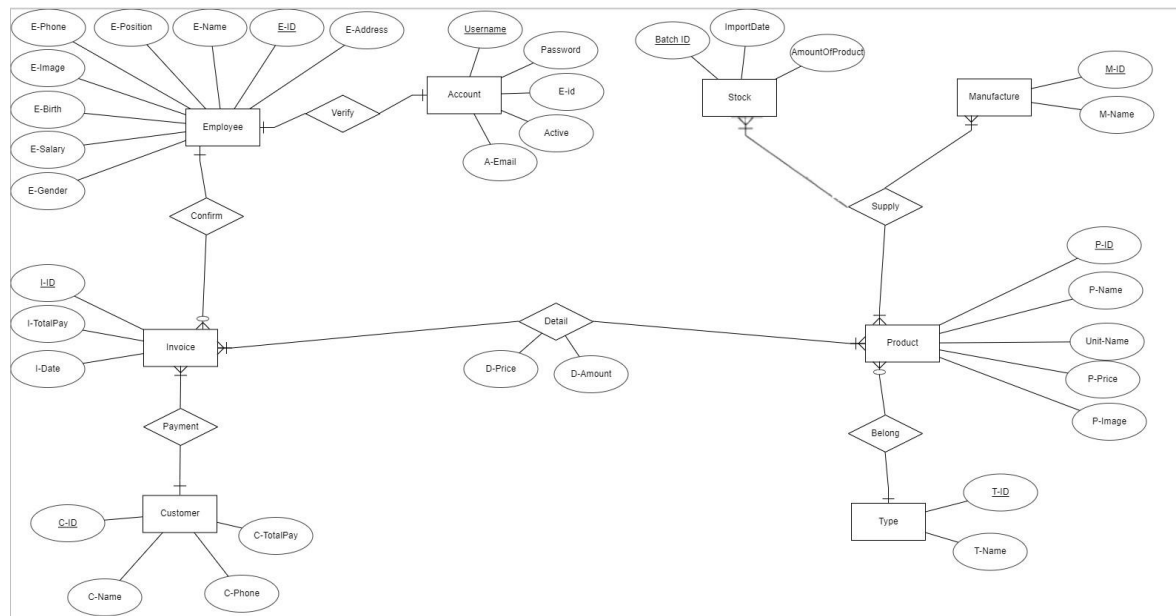 E-Phone
E-Position
E-Name
E-ID
E-Address
Username
Batch ID
ImportDate
AmountOfProduct
E-Image
Password
M-ID
E-Birth
Employee
Verify
Account
E-id
Stock
Manufacture
M-Name
E-Salary
Active
E-Gender
A-Email
Confirm
Supply
P-ID
I-ID
P-Name
I-TotalPay
Invoice
Detail
Product
Unit-Name
I-Date
D-Price
D-Amount
P-Price
P-Image
Payment
Belong
C-ID
Customer
C-TotalPay
Type
T-ID
T-Name
C-Name
C-Phone